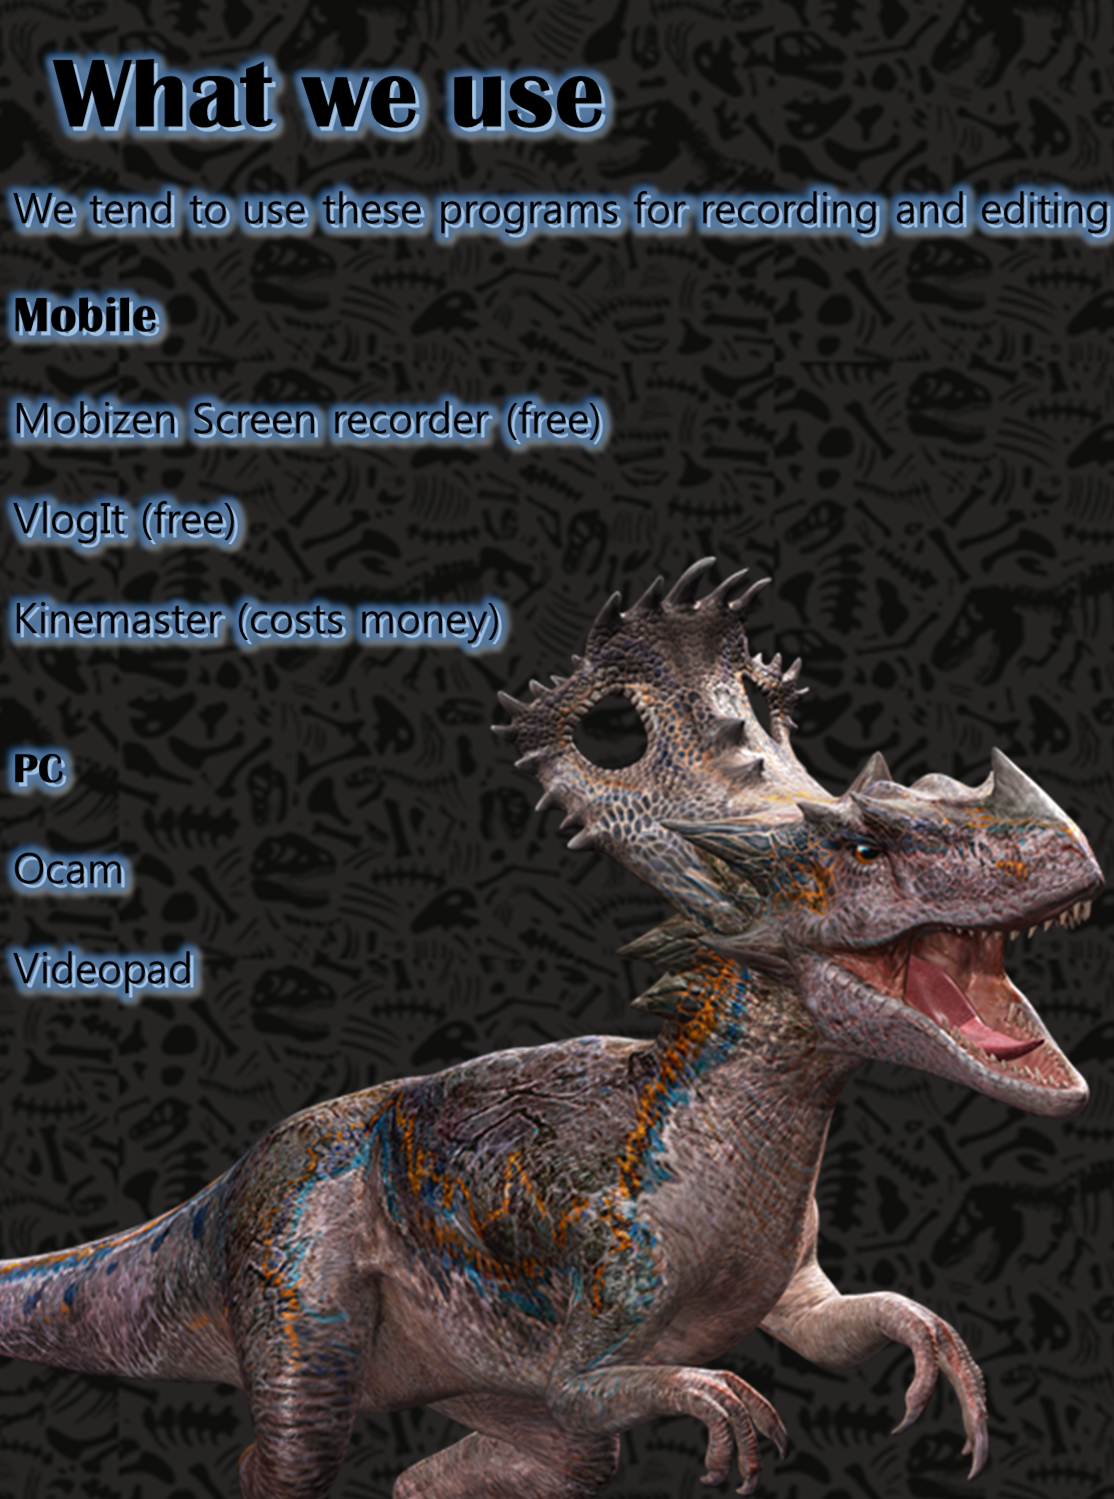 What we use
We tend to use these programs for recording and editing
Mobile
Mobizen Screen recorder (free)
VlogIt (free)
Kinemaster (costs money)
PC
Ocam
Videopad